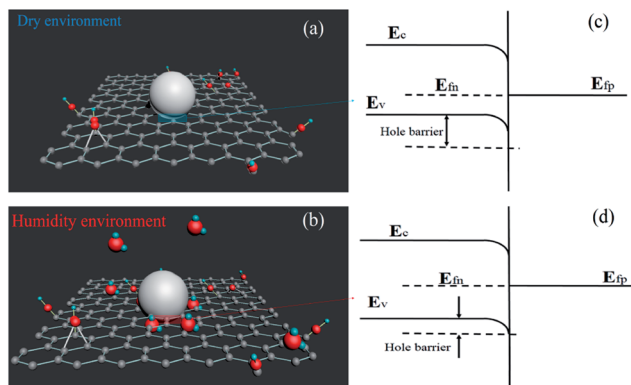 Dry environment
(a)
(c)
Ec
Efn
Efp
Ev
Hole barrier
Humidity environment
(b)
(d)
Ec
Efn
Efp
Ev
Hole barrier